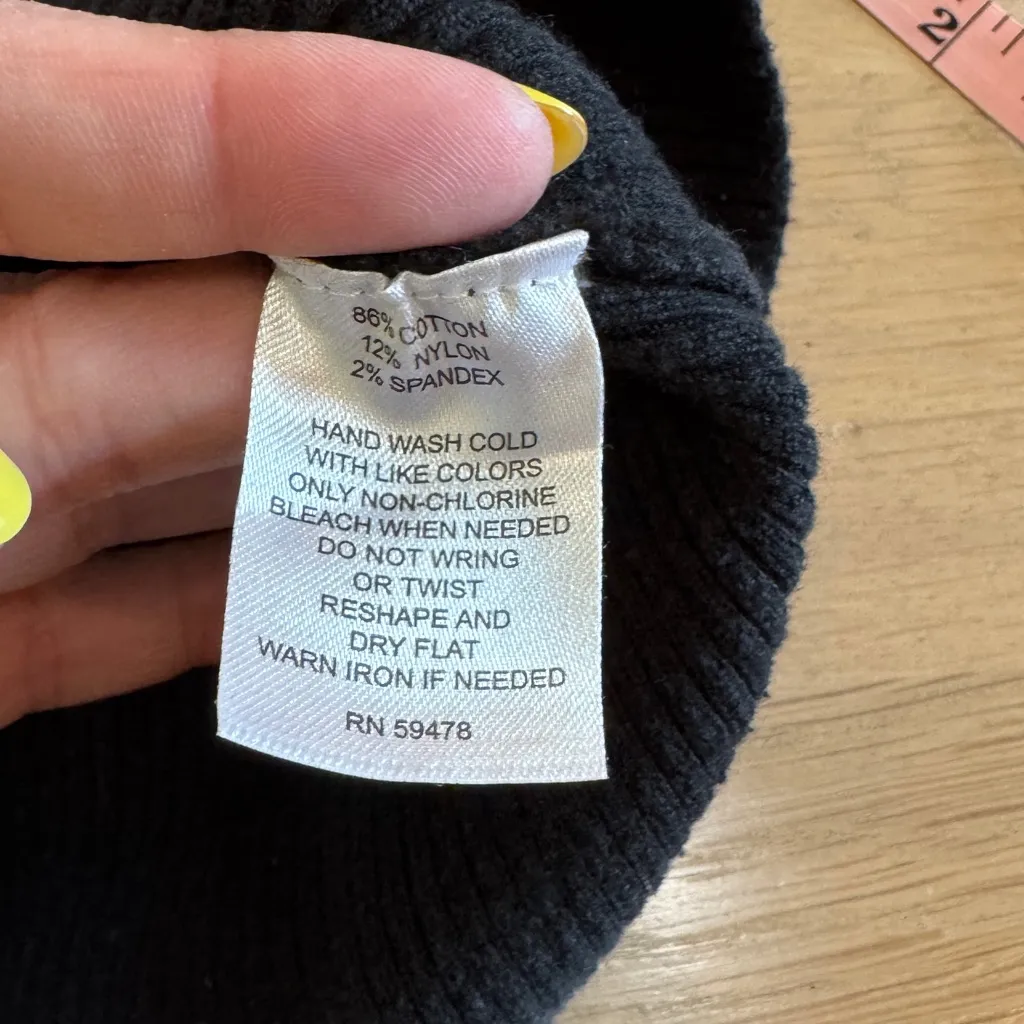 2
86% COTTON
12% NYLON
2% SPANDEX
HAND WASH COLD
WITH LIKE COLORS
ONLY NON-CHLORINE
BLEACH WHEN NEEDED
DO NOT WRING
OR TWIST
RESHAPE AND
DRY FLAT
WARN IRON IF NEEDED
RN 59478